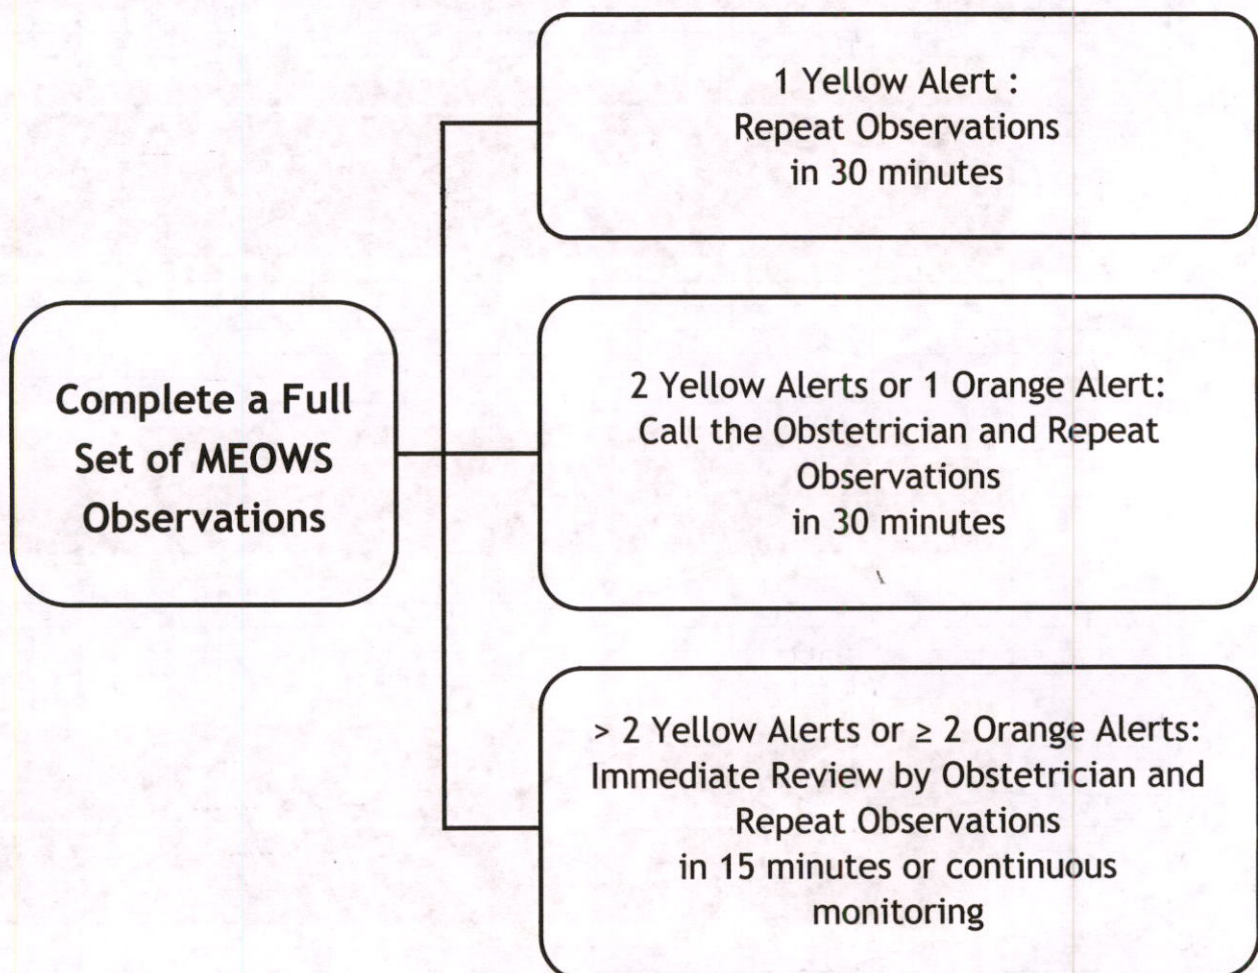 1 Yellow Alert :
Repeat Observations
in 30 minutes
Complete a Full
Set of MEOWS
Observations
2 Yellow Alerts or 1 Orange Alert:
Call the Obstetrician and Repeat
Observations
in 30 minutes
> 2 Yellow Alerts or ≥ 2 Orange Alerts:
Immediate Review by Obstetrician and
Repeat Observations
in 15 minutes or continuous
monitoring